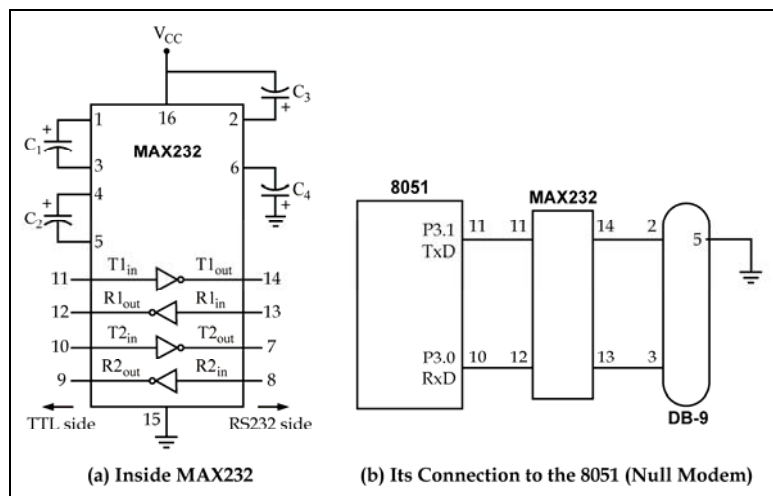 V_CC
C_3
+
1
16
2
MAX232
+
C_1
3
6
4
C_4
+
+
C_2
5
11 T1_in T1_out 14
12 R1_out R1_in 13
10 T2_in T2_out 7
9 R2_out R2_in 8
TTL side 15 RS232 side
(a) Inside MAX232
8051
MAX232
P3.1 11 11 14 2 5
TxD
P3.0 10 12 13 3
RxD
DB-9
(b) Its Connection to the 8051 (Null Modem)